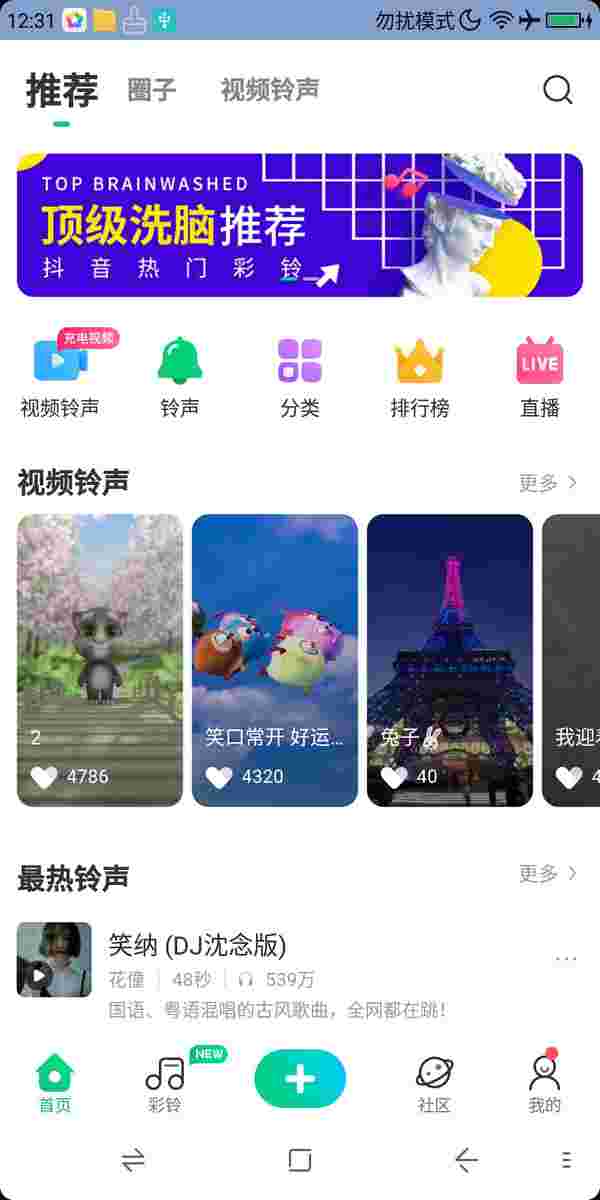 12:31 勿扰模式
推荐 圈子 视频铃声
TOP BRAINWASHED
顶级洗脑推荐
抖音热门彩铃
充电视频
视频铃声 铃声 分类 排行榜 LIVE 直播
视频铃声 更多
2
4786
笑口常开 好运...
4320
兔子
40
我迎
4
最热铃声 更多
笑纳 (DJ沈念版)
花僮 48秒 539万
国语、粤语混唱的古风歌曲，全网都在跳！
NEW
首页 彩铃 社区 我的